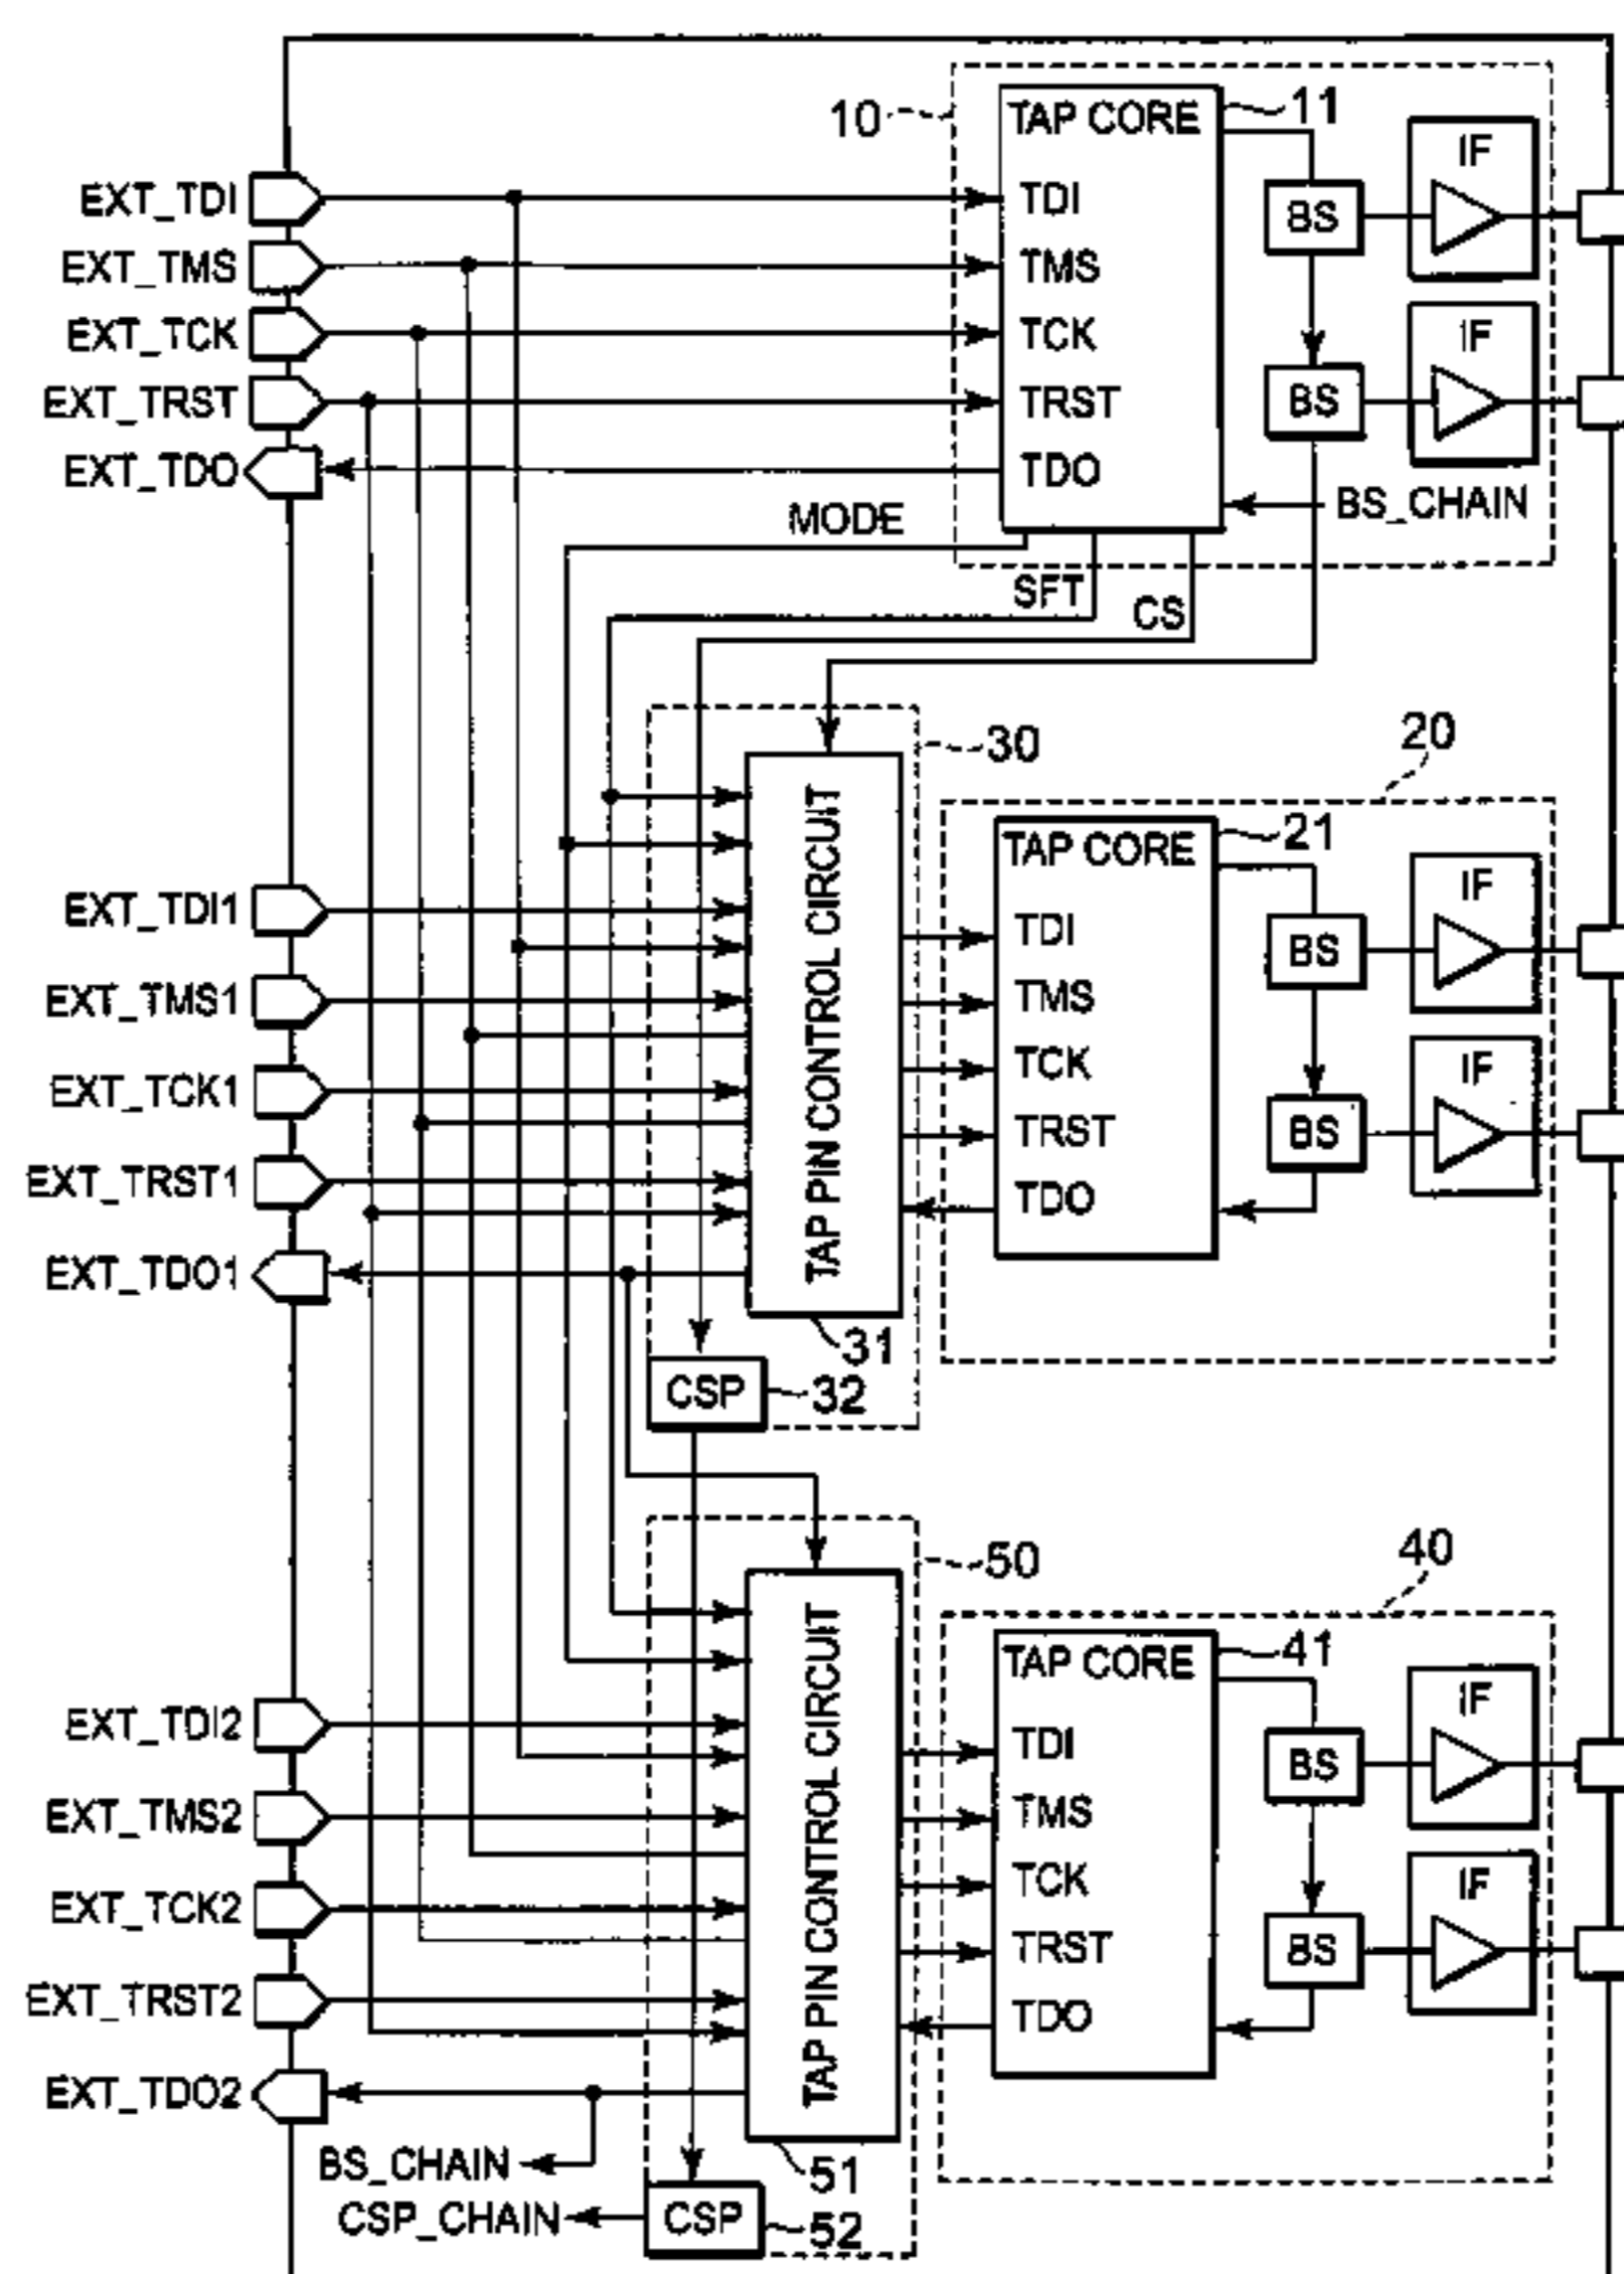 10
TAP CORE
11
IF
EXT_TDI
TDI
BS
EXT_TMS
TMS
EXT_TCK
TCK
IF
EXT_TRST
TRST
BS
EXT_TDO
TDO
MODE
BS_CHAIN
SFT
CS
30
20
TAP CORE
21
IF
EXT_TDI1
TDI
BS
EXT_TMS1
TMS
TAP PIN CONTROL CIRCUIT
EXT_TCK1
TCK
IF
EXT_TRST1
TRST
BS
TDO
EXT_TDO1
31
CSP
32
50
40
TAP CORE
41
IF
EXT_TDI2
TDI
BS
EXT_TMS2
TMS
TAP PIN CONTROL CIRCUIT
EXT_TCK2
TCK
IF
EXT_TRST2
TRST
BS
TDO
EXT_TDO2
BS_CHAIN
51
CSP_CHAIN
CSP
52